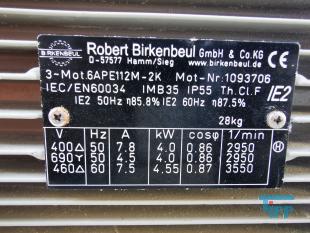 BIRKENBEUL
Robert Birkenbeul GmbH & Co.KG
D-57577 Hamm/Sieg
CE
3-Mot.6APE112M-2K Mot-Nr:1093706
IEC/EN60034 IMB35 IP55 Th.Cl.F
IE2 50Hz η85.8% IE2 60Hz η87.5%
IE2
28kg
V Hz A kW cosφ 1/min
400△ 50 7.8 4.0 0.86 2950
690Y 50 4.5 4.0 0.86 2950
460△ 60 7.5 4.55 0.87 3550
H